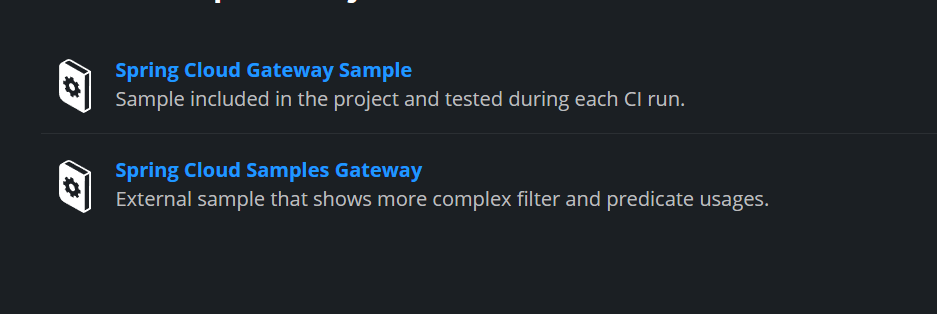 Spring Cloud Gateway Sample
Sample included in the project and tested during each CI run.
Spring Cloud Samples Gateway
External sample that shows more complex filter and predicate usages.